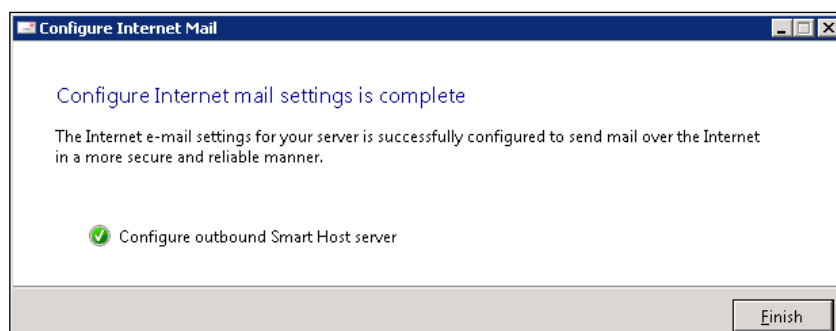 Configure Internet Mail
Configure Internet mail settings is complete
The Internet e-mail settings for your server is successfully configured to send mail over the Internet
in a more secure and reliable manner.
Configure outbound Smart Host server
Finish